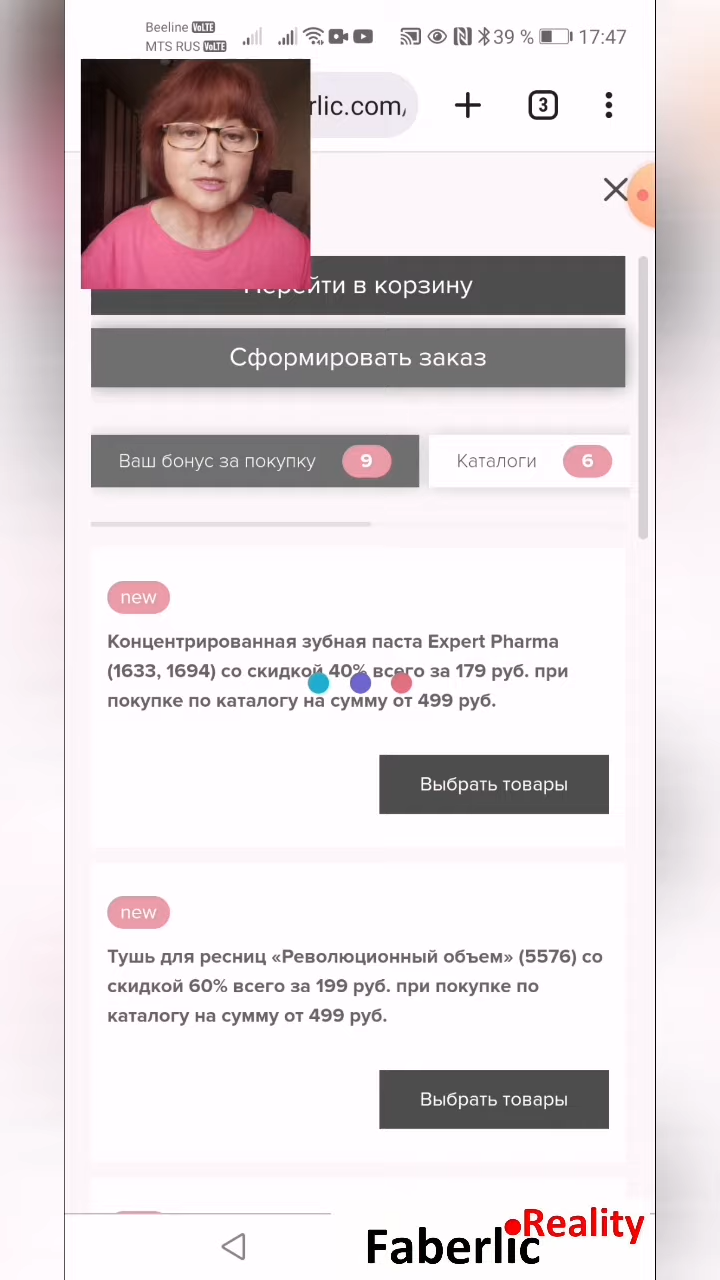 Beeline VoLTE
MTS RUS VoLTE
39 % 17:47
rlic.com,
3
Перейти в корзину
Сформировать заказ
Ваш бонус за покупку 9
Каталоги 6
new
Концентрированная зубная паста Expert Pharma
(1633, 1694) со скидкой 40% всего за 179 руб. при
покупке по каталогу на сумму от 499 руб.
Выбрать товары
new
Тушь для ресниц «Революционный объем» (5576) со
скидкой 60% всего за 199 руб. при покупке по
каталогу на сумму от 499 руб.
Выбрать товары
Reality
Faberlic